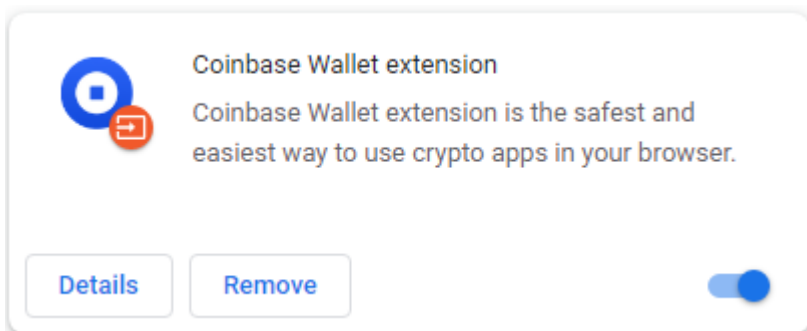 Coinbase Wallet extension
Coinbase Wallet extension is the safest and
easiest way to use crypto apps in your browser.
Details
Remove